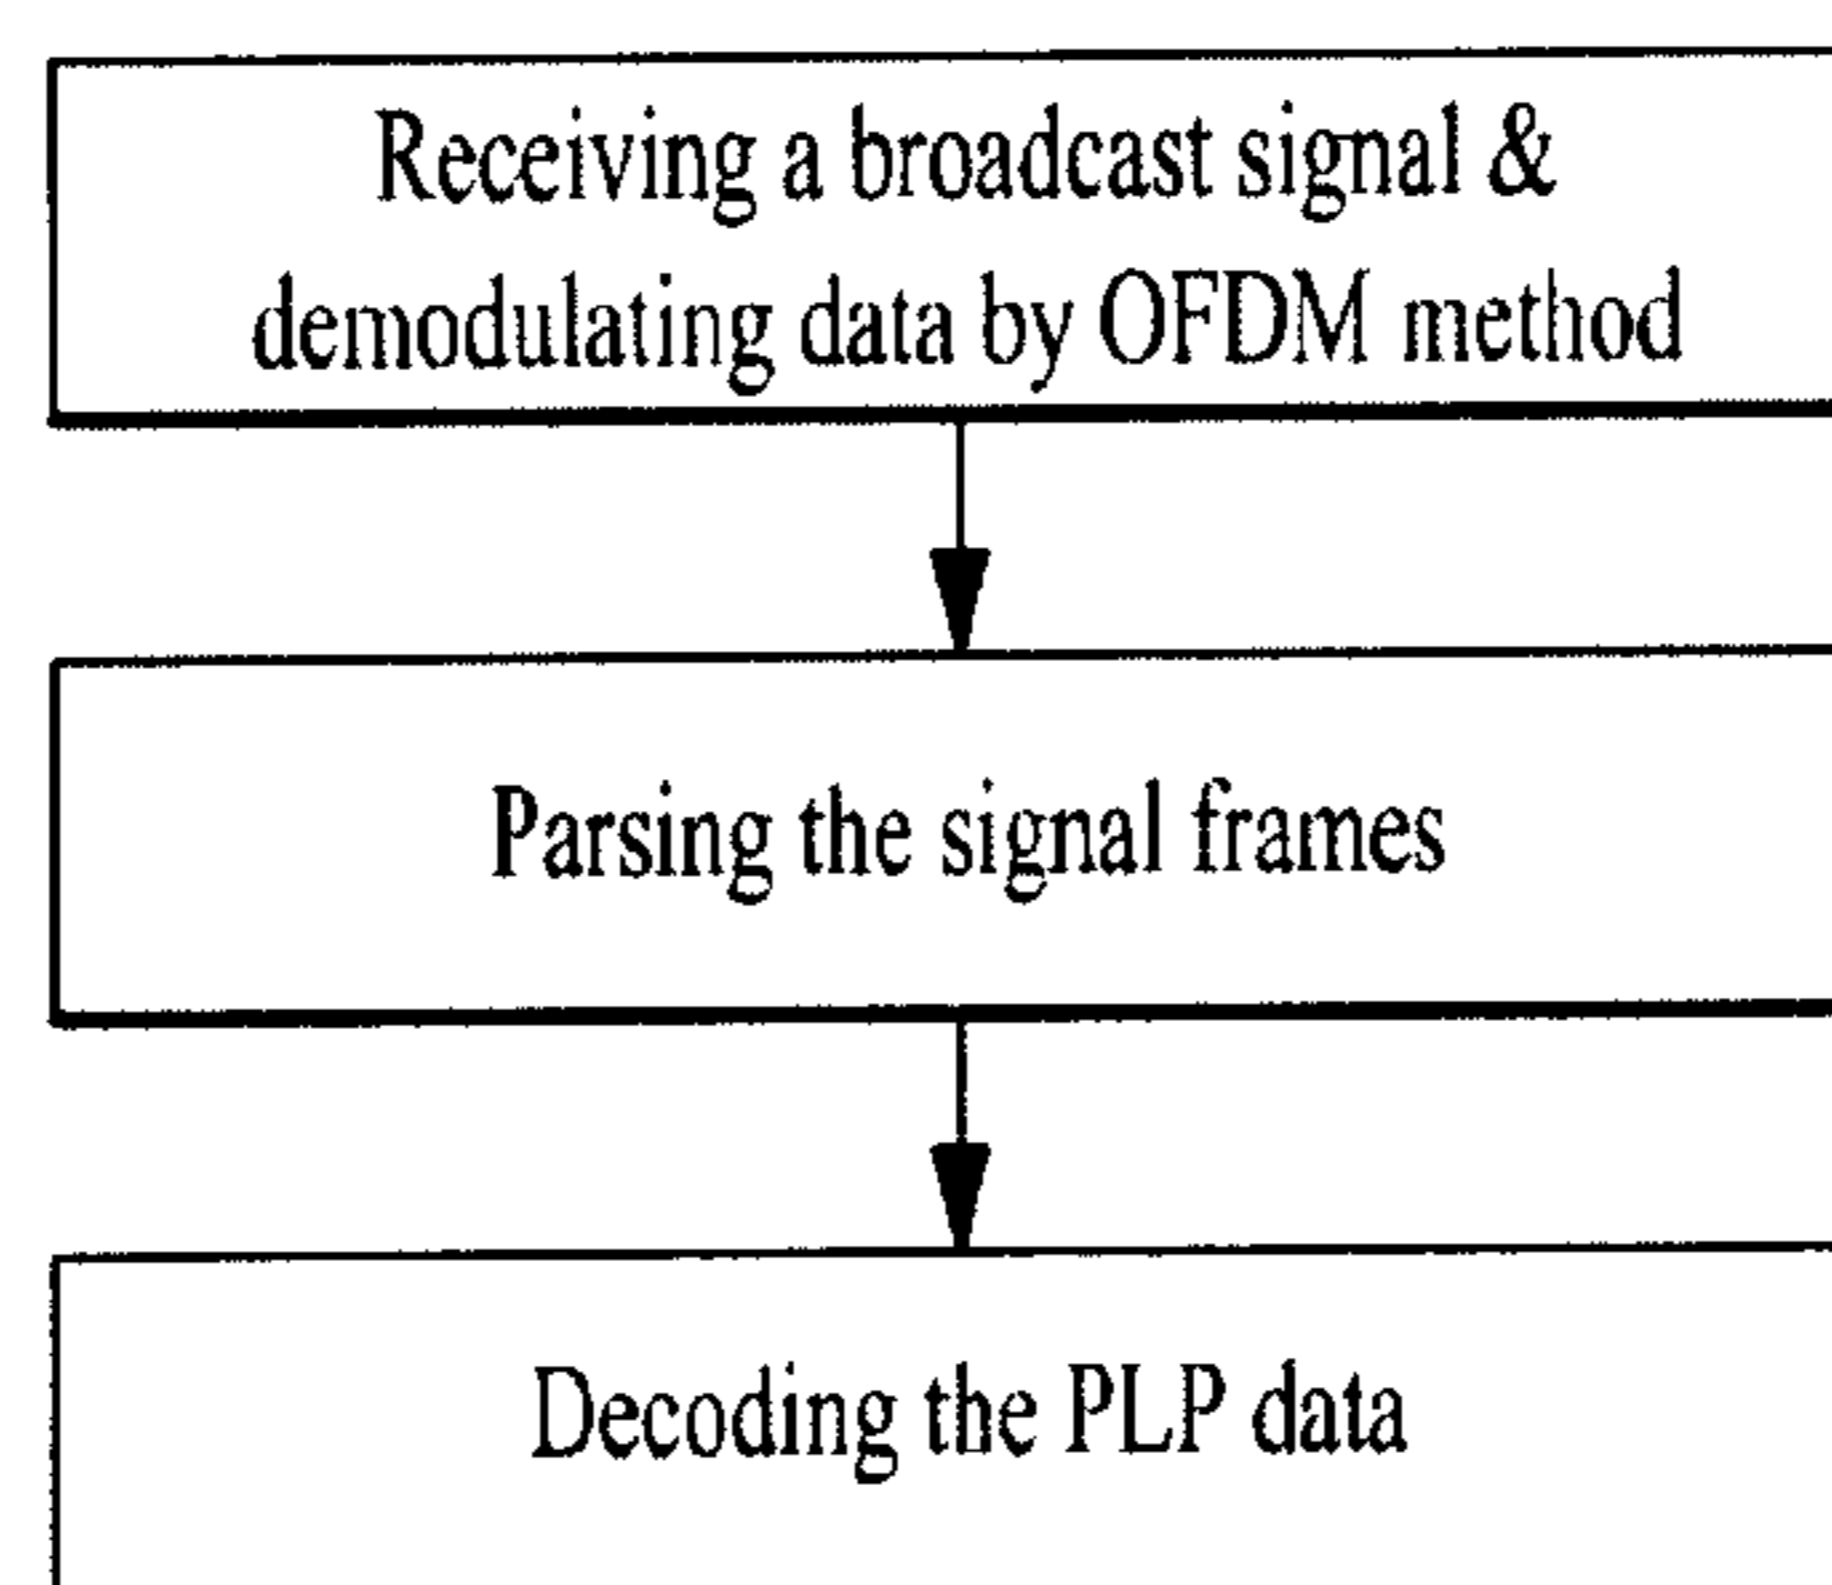 Receiving a broadcast signal &
demodulating data by OFDM method
Parsing the signal frames
Decoding the PLP data